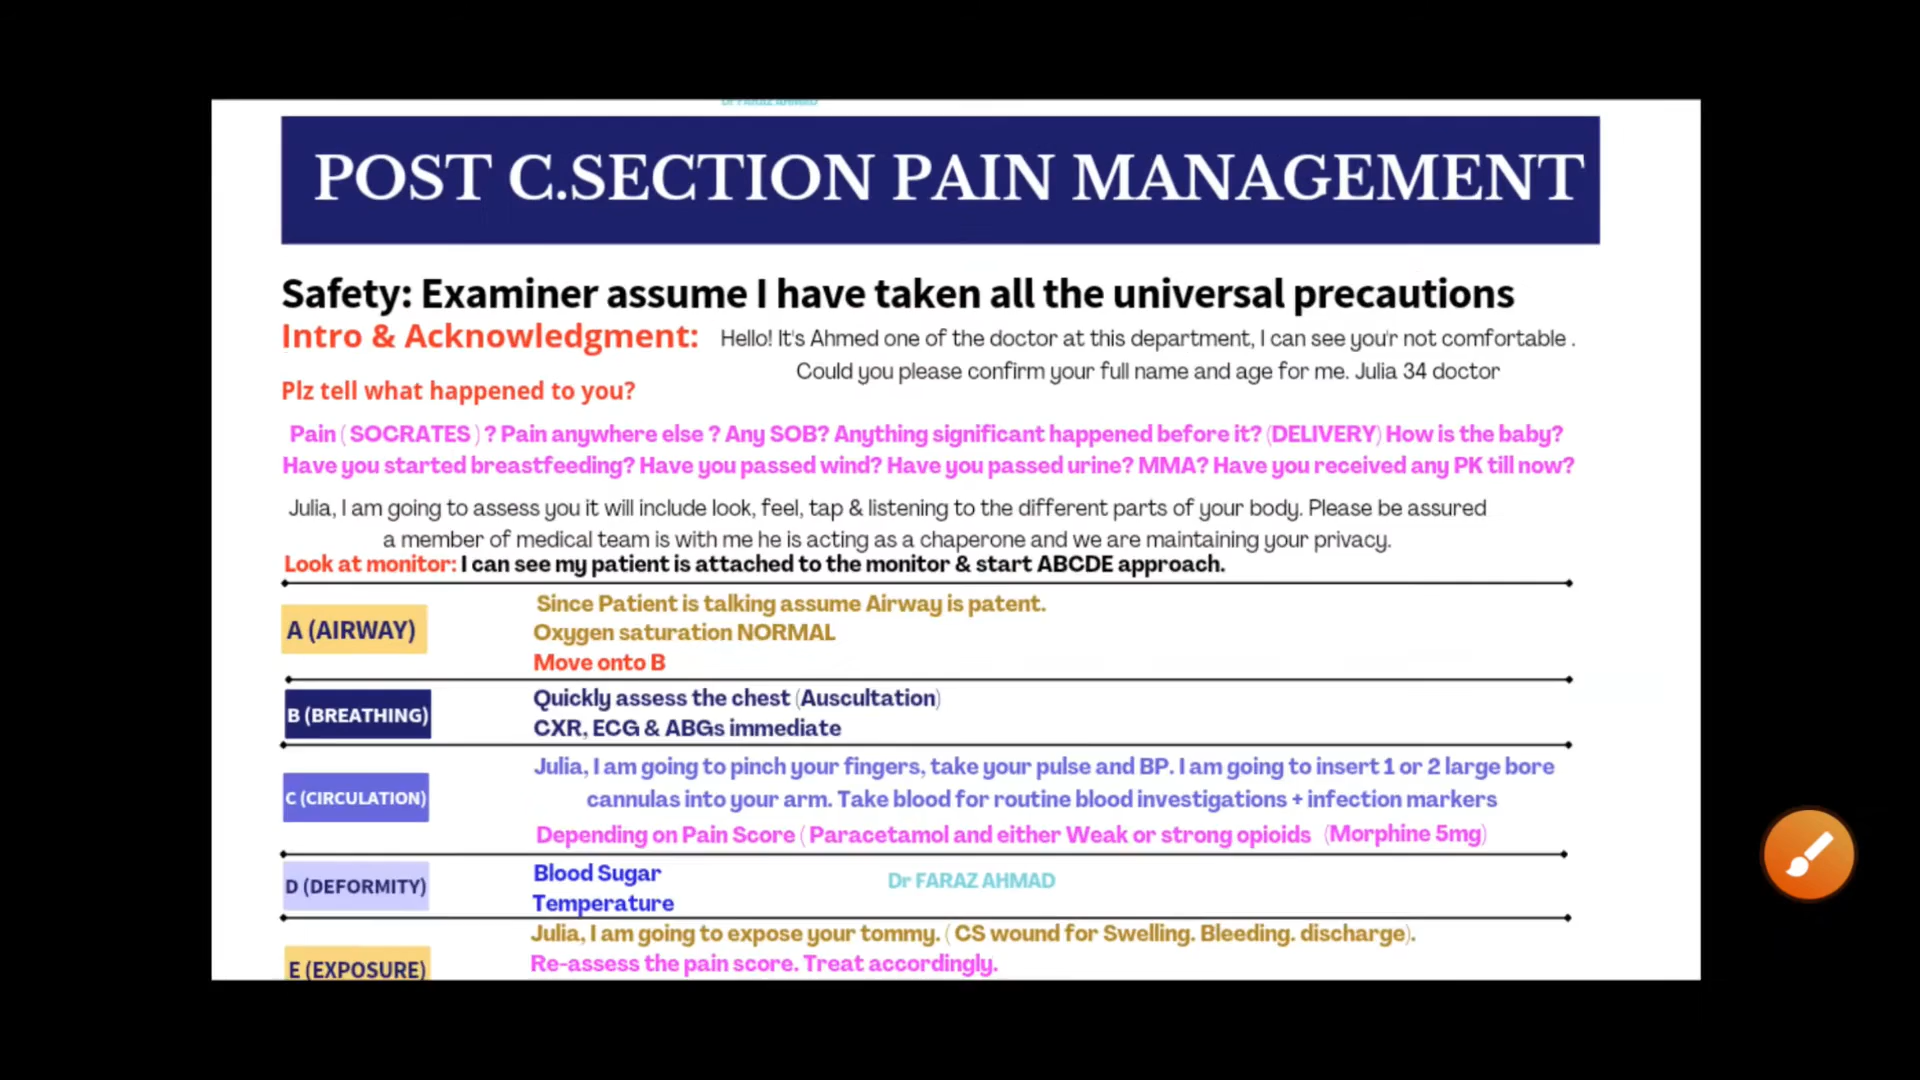 Dr FARAZ AHMAD
POST C.SECTION PAIN MANAGEMENT
Safety: Examiner assume I have taken all the universal precautions
Intro & Acknowledgment: Hello! It's Ahmed one of the doctor at this department, I can see you'r not comfortable .
Could you please confirm your full name and age for me. Julia 34 doctor
Plz tell what happened to you?
Pain ( SOCRATES ) ? Pain anywhere else ? Any SOB? Anything significant happened before it? (DELIVERY) How is the baby?
Have you started breastfeeding? Have you passed wind? Have you passed urine? MMA? Have you received any PK till now?
Julia, I am going to assess you it will include look, feel, tap & listening to the different parts of your body. Please be assured
a member of medical team is with me he is acting as a chaperone and we are maintaining your privacy.
Look at monitor: I can see my patient is attached to the monitor & start ABCDE approach.
A (AIRWAY)
Since Patient is talking assume Airway is patent.
Oxygen saturation NORMAL
Move onto B
B (BREATHING)
Quickly assess the chest (Auscultation)
CXR, ECG & ABGs immediate
C (CIRCULATION)
Julia, I am going to pinch your fingers, take your pulse and BP. I am going to insert 1 or 2 large bore
cannulas into your arm. Take blood for routine blood investigations + infection markers
Depending on Pain Score ( Paracetamol and either Weak or strong opioids (Morphine 5mg)
D (DEFORMITY)
Blood Sugar
Temperature
Dr FARAZ AHMAD
E (EXPOSURE)
Julia, I am going to expose your tommy. ( CS wound for Swelling. Bleeding. discharge).
Re-assess the pain score. Treat accordingly.